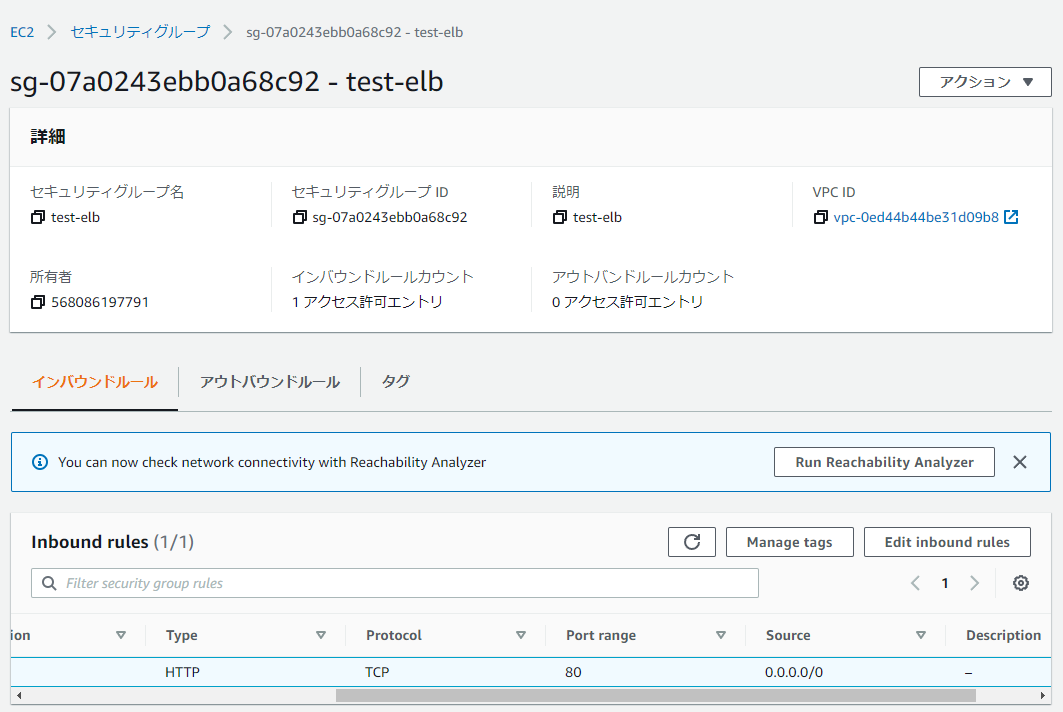 EC2 > セキュリティグループ > sg-07a0243ebb0a68c92 - test-elb
sg-07a0243ebb0a68c92 - test-elb
アクション ▼
詳細
セキュリティグループ名
test-elb
セキュリティグループ ID
sg-07a0243ebb0a68c92
説明
test-elb
VPC ID
vpc-0ed44b44be31d09b8
所有者
568086197791
インバウンドルールカウント
1 アクセス許可エントリ
アウトバンドルールカウント
0 アクセス許可エントリ
インバウンドルール
アウトバウンドルール
タグ
You can now check network connectivity with Reachability Analyzer
Run Reachability Analyzer
Inbound rules (1/1)
Manage tags
Edit inbound rules
Filter security group rules
1
ion Type Protocol Port range Source Description
HTTP TCP 80 0.0.0.0/0 –